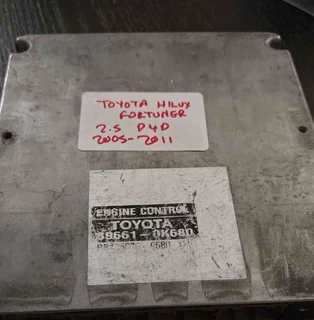 TOYOTA HILUX
FORTUNER
2.5 D4D
2005-2011
ENGINE CONTROL
TOYOTA
89661-0K680